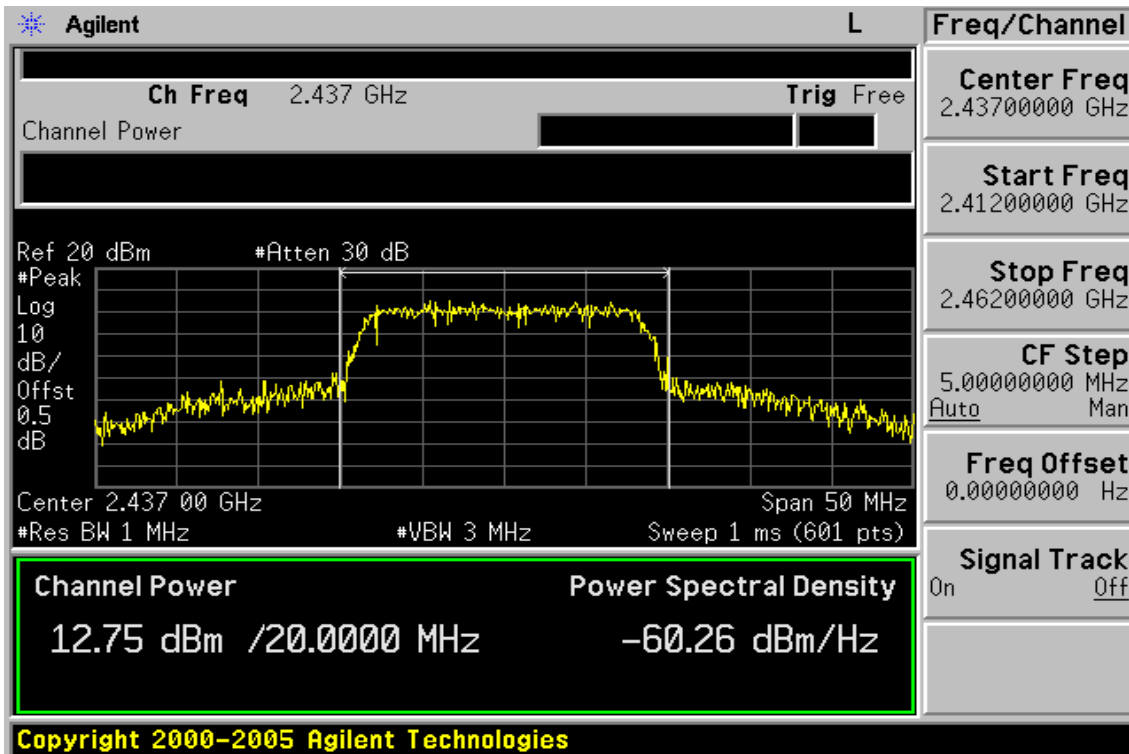 Agilent L
Freq/Channel
Ch Freq 2.437 GHz Trig Free
Channel Power
Ref 20 dBm #Atten 30 dB
#Peak
Log
10
dB/
Offst
0.5
dB
Center 2.437 00 GHz Span 50 MHz
#Res BW 1 MHz #VBW 3 MHz Sweep 1 ms (601 pts)
Channel Power Power Spectral Density
12.75 dBm /20.0000 MHz -60.26 dBm/Hz
Copyright 2000-2005 Agilent Technologies
Center Freq
2.43700000 GHz
Start Freq
2.41200000 GHz
Stop Freq
2.46200000 GHz
CF Step
5.00000000 MHz
Auto Man
Freq Offset
0.00000000 Hz
Signal Track
On Off